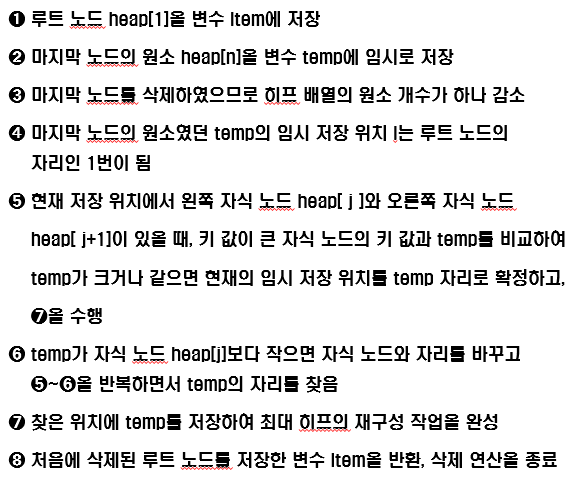 ❶ 루트 노드 heap[1]을 변수 item에 저장
❷ 마지막 노드의 원소 heap[n]을 변수 temp에 임시로 저장
❸ 마지막 노드를 삭제하였으므로 히프 배열의 원소 개수가 하나 감소
❹ 마지막 노드의 원소였던 temp의 임시 저장 위치 i는 루트 노드의
자리인 1번이 됨
❺ 현재 저장 위치에서 왼쪽 자식 노드 heap[ j ]와 오른쪽 자식 노드
heap[ j+1]이 있을 때, 키 값이 큰 자식 노드의 키 값과 temp를 비교하여
temp가 크거나 같으면 현재의 임시 저장 위치를 temp 자리로 확정하고,
❼을 수행
❻ temp가 자식 노드 heap[j]보다 작으면 자식 노드와 자리를 바꾸고
❺~❻을 반복하면서 temp의 자리를 찾음
❼ 찾은 위치에 temp를 저장하여 최대 히프의 재구성 작업을 완성
❽ 처음에 삭제된 루트 노드를 저장한 변수 item을 반환, 삭제 연산을 종료